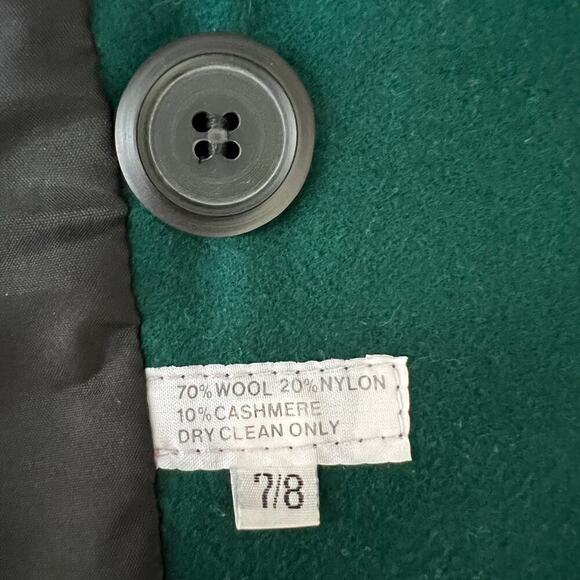 70% WOOL 20% NYLON
10% CASHMERE
DRY CLEAN ONLY
7/8